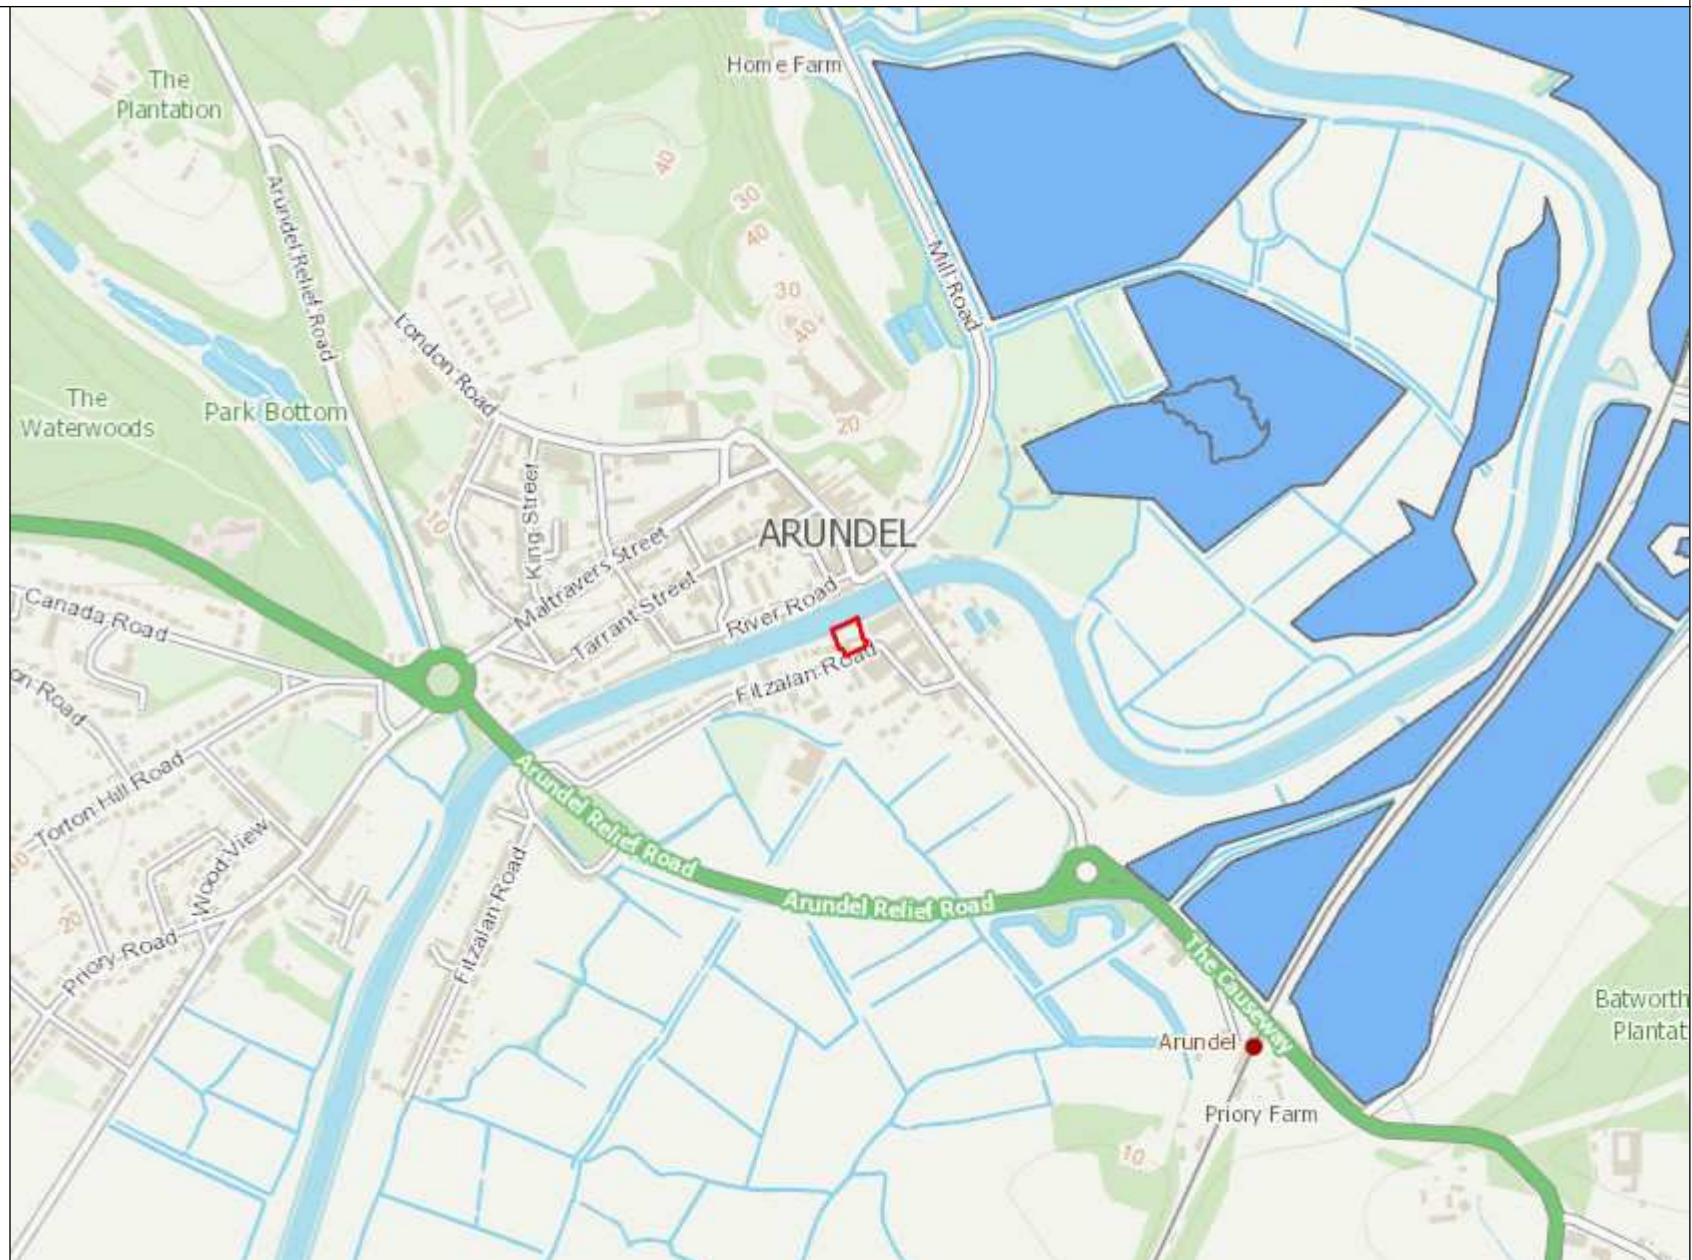 Home Farm
The
Plantation
40
30
40
Arundel Relief Road
Mill Road
30
40
London Road
The
Waterwoods
Park Bottom
20
King Street
10
ARUNDEL
Maltravers Street
Tarrant Street
River Road
Canada Road
Fitzalan Road
on Road
Torton Hill Road
Arundel Relief Road
Wood View
Fitzalan Road
Arundel Relief Road
20
Priory Road
The Causeway
Batworth
Plantat
Arundel
Priory Farm
10